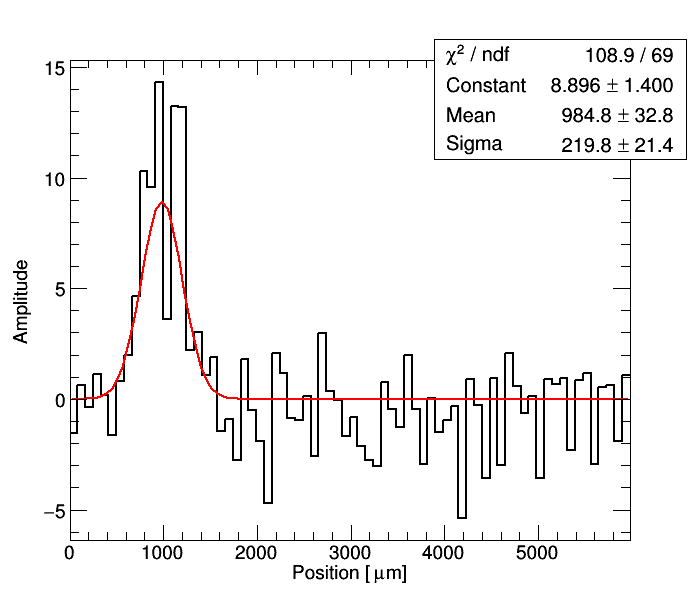 χ² / ndf 108.9 / 69
Constant 8.896 ± 1.400
Mean 984.8 ± 32.8
Sigma 219.8 ± 21.4
15
10
5
0
−5
Amplitude
0 1000 2000 3000 4000 5000
Position [ μm]